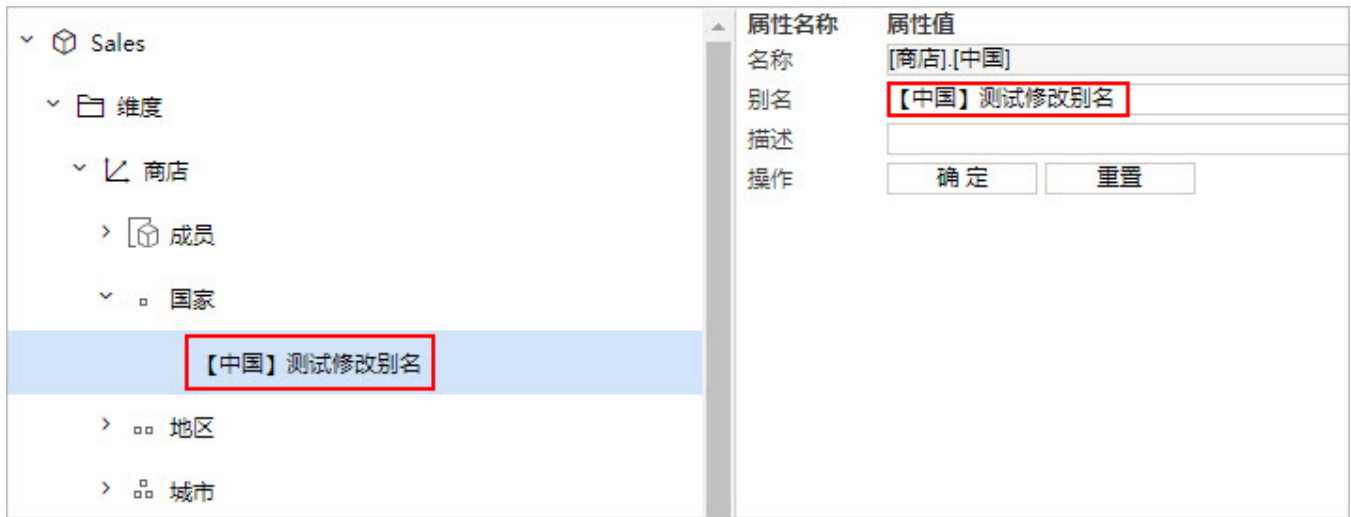 Sales
维度
商店
成员
国家
【中国】测试修改别名
地区
城市
属性名称 属性值
名称 [商店].[中国]
别名 【中国】测试修改别名
描述
操作 确定 重置